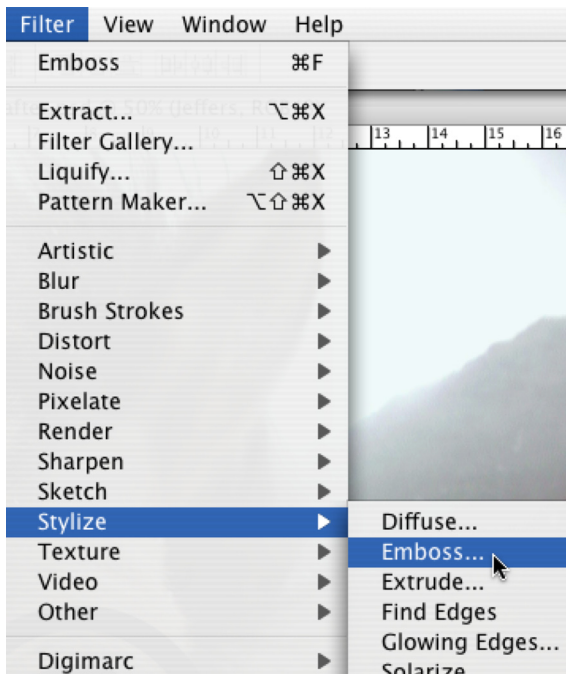 Filter View Window Help
Emboss ⌘F
Extract... ⌥⌘X
Filter Gallery...
Liquify... ⇧⌘X
Pattern Maker... ⌥⇧⌘X
13 14 15 16
Artistic
Blur
Brush Strokes
Distort
Noise
Pixelate
Render
Sharpen
Sketch
Stylize
Texture
Video
Other
Digimarc
Diffuse...
Emboss...
Extrude...
Find Edges
Glowing Edges...
Solarize